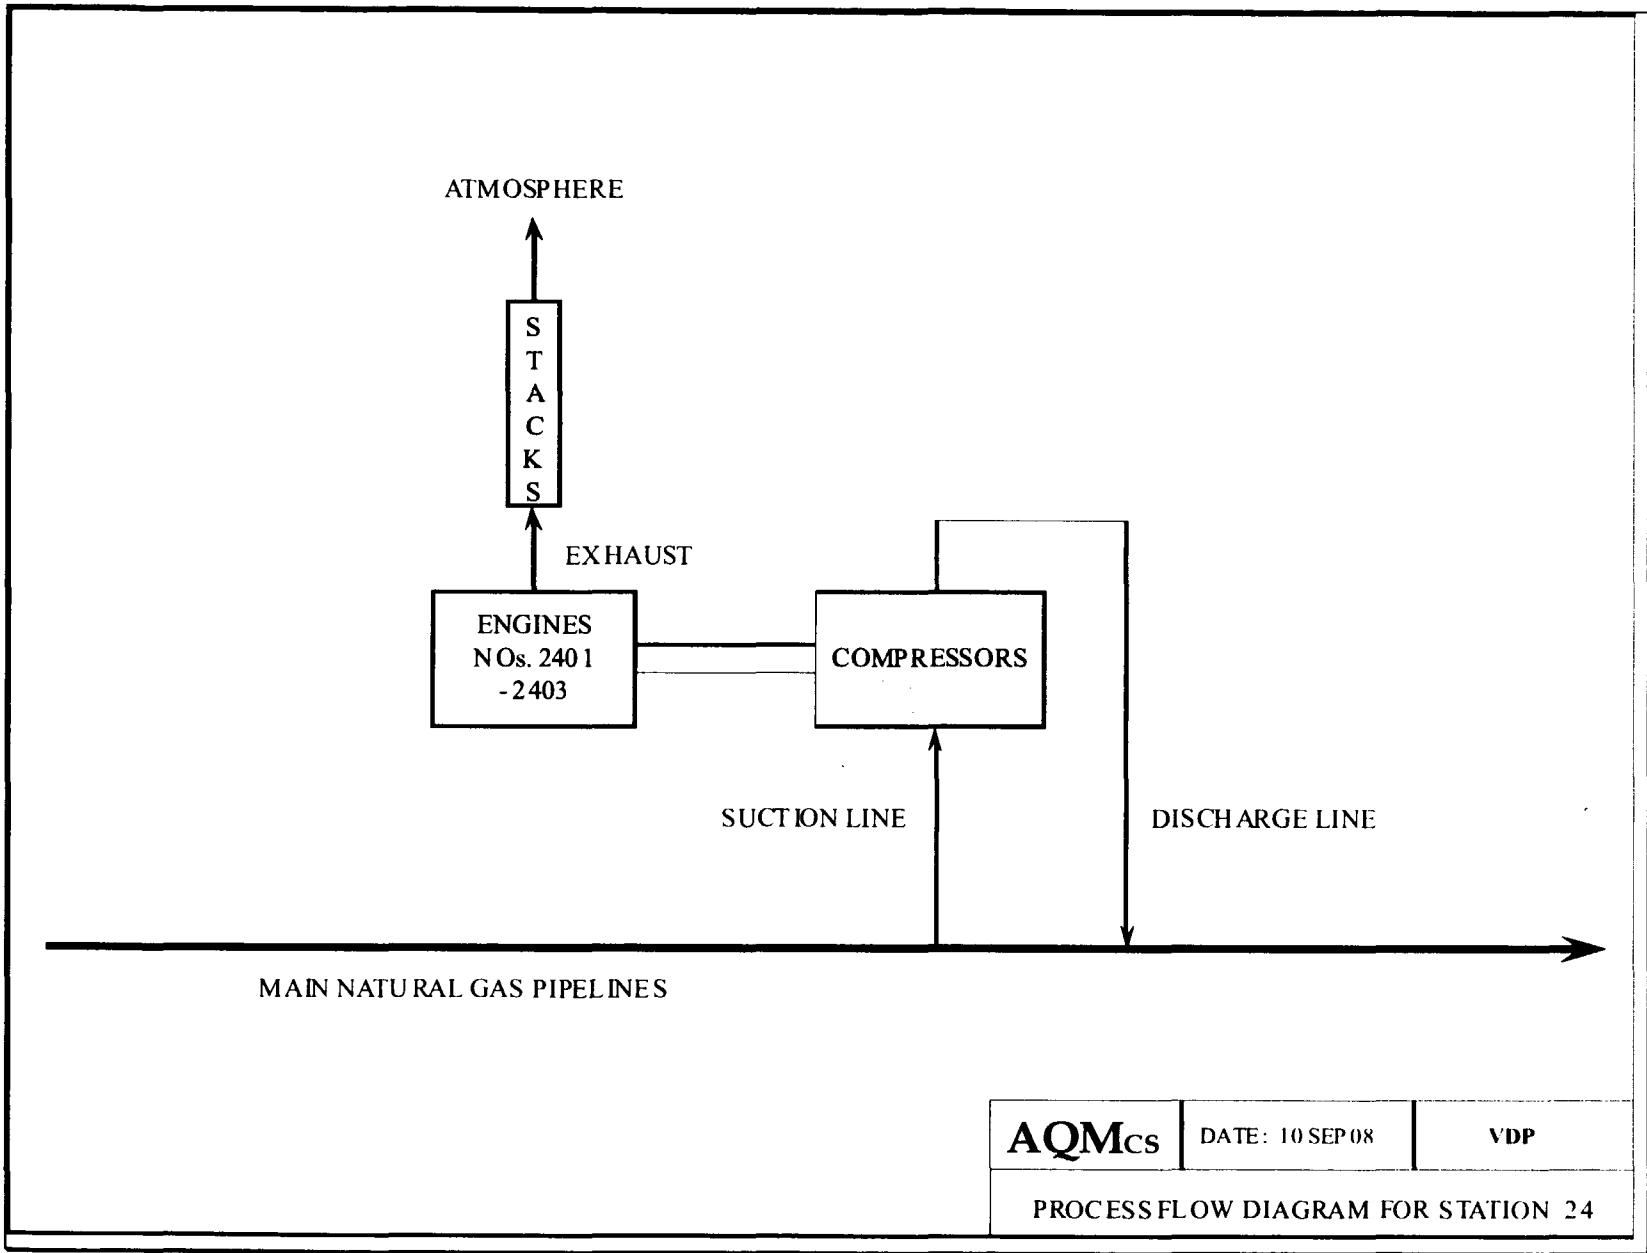 ATMOSPHERE
S
T
A
C
K
S
EXHAUST
ENGINES
NOs. 2401
-2403
COMPRESSORS
SUCTION LINE
DISCHARGE LINE
MAIN NATURAL GAS PIPELINES
AQMCS
DATE: 10 SEP 08
VDP
PROCESS FLOW DIAGRAM FOR STATION 24